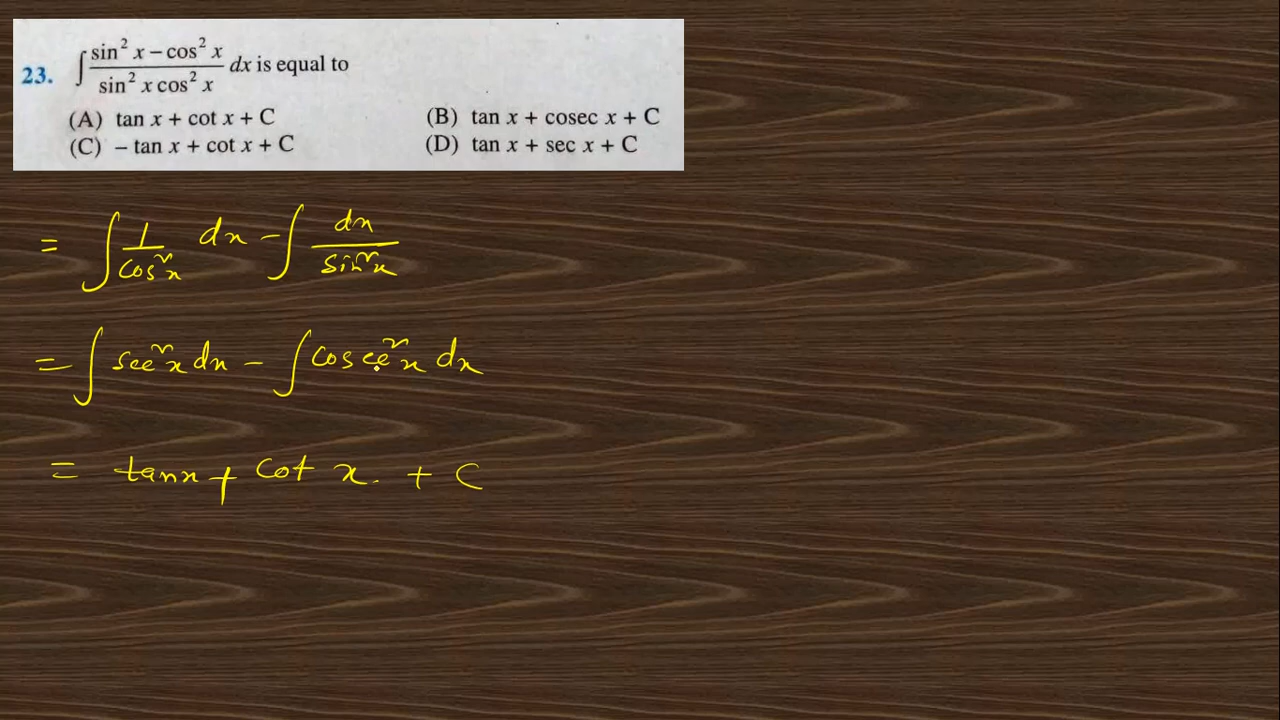 23. ∫ (sin² x − cos² x)/(sin² x cos² x) dx is equal to
(A) tan x + cot x + C (B) tan x + cosec x + C
(C) − tan x + cot x + C (D) tan x + sec x + C
= ∫ 1/cos²x dx − ∫ dx/sin²x
= ∫ sec²x dx − ∫ cosec²x dx
= tanx + cot x. + C